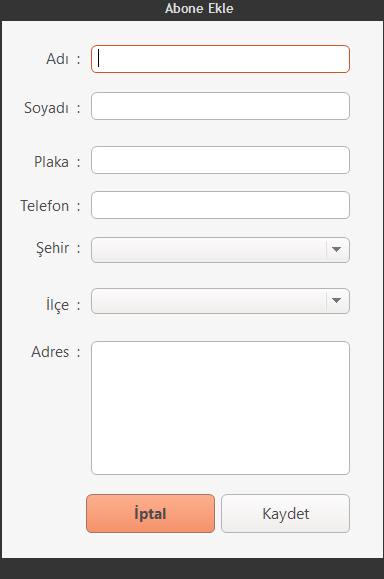 Abone Ekle
Adı :
Soyadı :
Plaka :
Telefon :
Şehir :
İlçe :
Adres :
İptal Kaydet